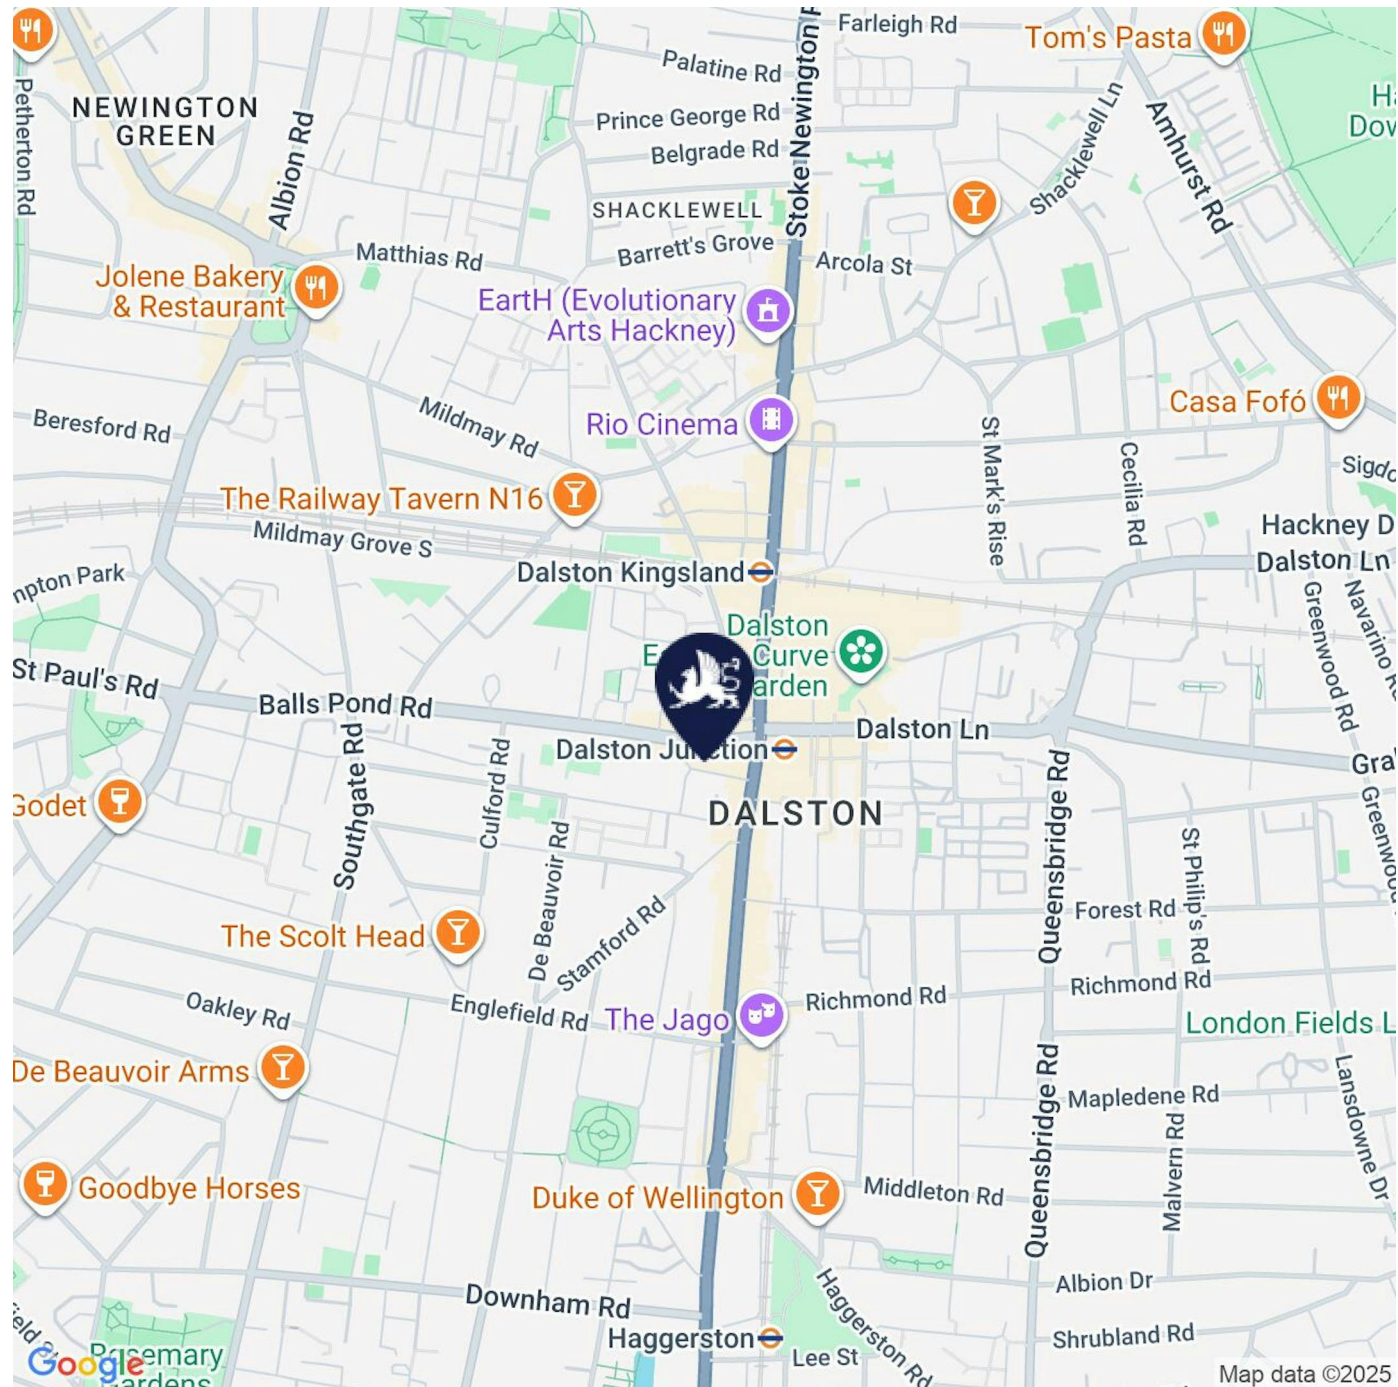 Farleigh Rd
Tom's Pasta
Palatine Rd
Petherton Rd
NEWINGTON
GREEN
Albion Rd
Prince George Rd
Belgrade Rd
Stoke Newington
Shacklewell Ln
Amhurst Rd
SHACKLEWELL
Barrett's Grove
Matthias Rd
Arcola St
Jolene Bakery
& Restaurant
EartH (Evolutionary
Arts Hackney)
Casa Fofó
Beresford Rd
Mildmay Rd
Rio Cinema
St Mark's Rise
Cecilia Rd
The Railway Tavern N16
Mildmay Grove S
Hackney D
Dalston Ln
Dalston Kingsland
Park
Greenwood Rd
Navarino
Dalston
Curve
St Paul's Rd
Balls Pond Rd
Dalston Ln
Dalston Junction
Southgate Rd
Culford Rd
Queensbridge Rd
Greenwood
Godet
DALSTON
De Beauvoir Rd
St Philip's Rd
Stamford Rd
Forest Rd
The Scolt Head
Oakley Rd
Englefield Rd
The Jago
Richmond Rd
Richmond Rd
London Fields L
De Beauvoir Arms
Queensbridge Rd
Mapledene Rd
Lansdowne Dr
Malvern Rd
Goodbye Horses
Duke of Wellington
Middleton Rd
Downham Rd
Haggerston Rd
Albion Dr
Haggerston
Lee St
Shrubland Rd
Google
Map data ©2025